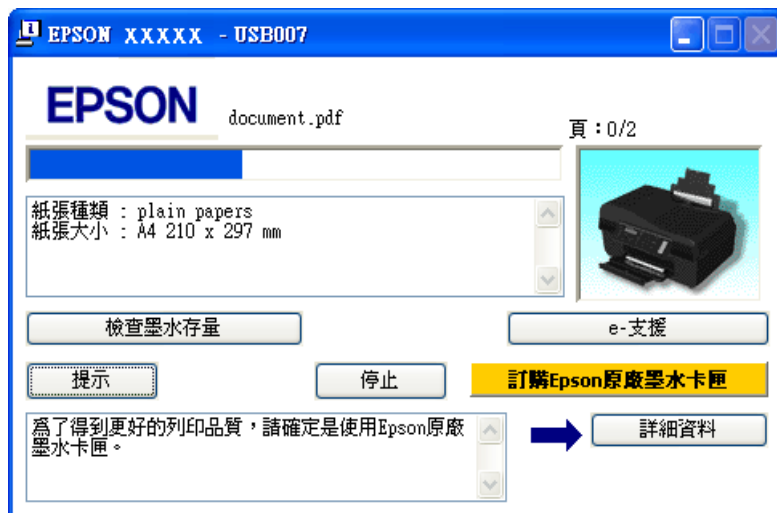 EPSON XXXXX - USB007
EPSON
document.pdf
頁：0/2
紙張種類 : plain papers
紙張大小 : A4 210 x 297 mm
檢查墨水存量
e-支援
提示
停止
訂購Epson原廠墨水卡匣
為了得到更好的列印品質，請確定是使用Epson原廠
墨水卡匣。
詳細資料